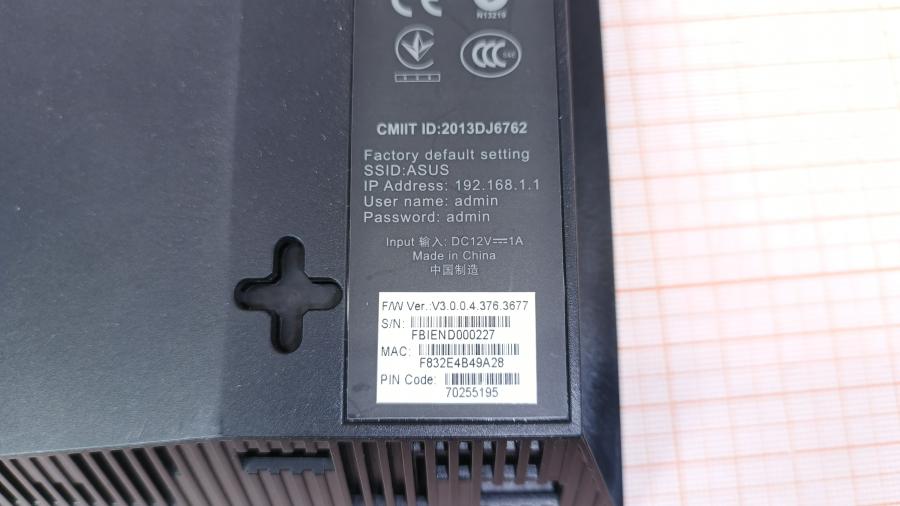 CE
N13219
CCC
S&E
CMIIT ID:2013DJ6762
Factory default setting
SSID:ASUS
IP Address: 192.168.1.1
User name: admin
Password: admin
Input 输入: DC12V⎓1A
Made in China
中国制造
F/W Ver.:V3.0.0.4.376.3677
S/N:
FBIEND000227
MAC:
F832E4B49A28
PIN Code:
70255195